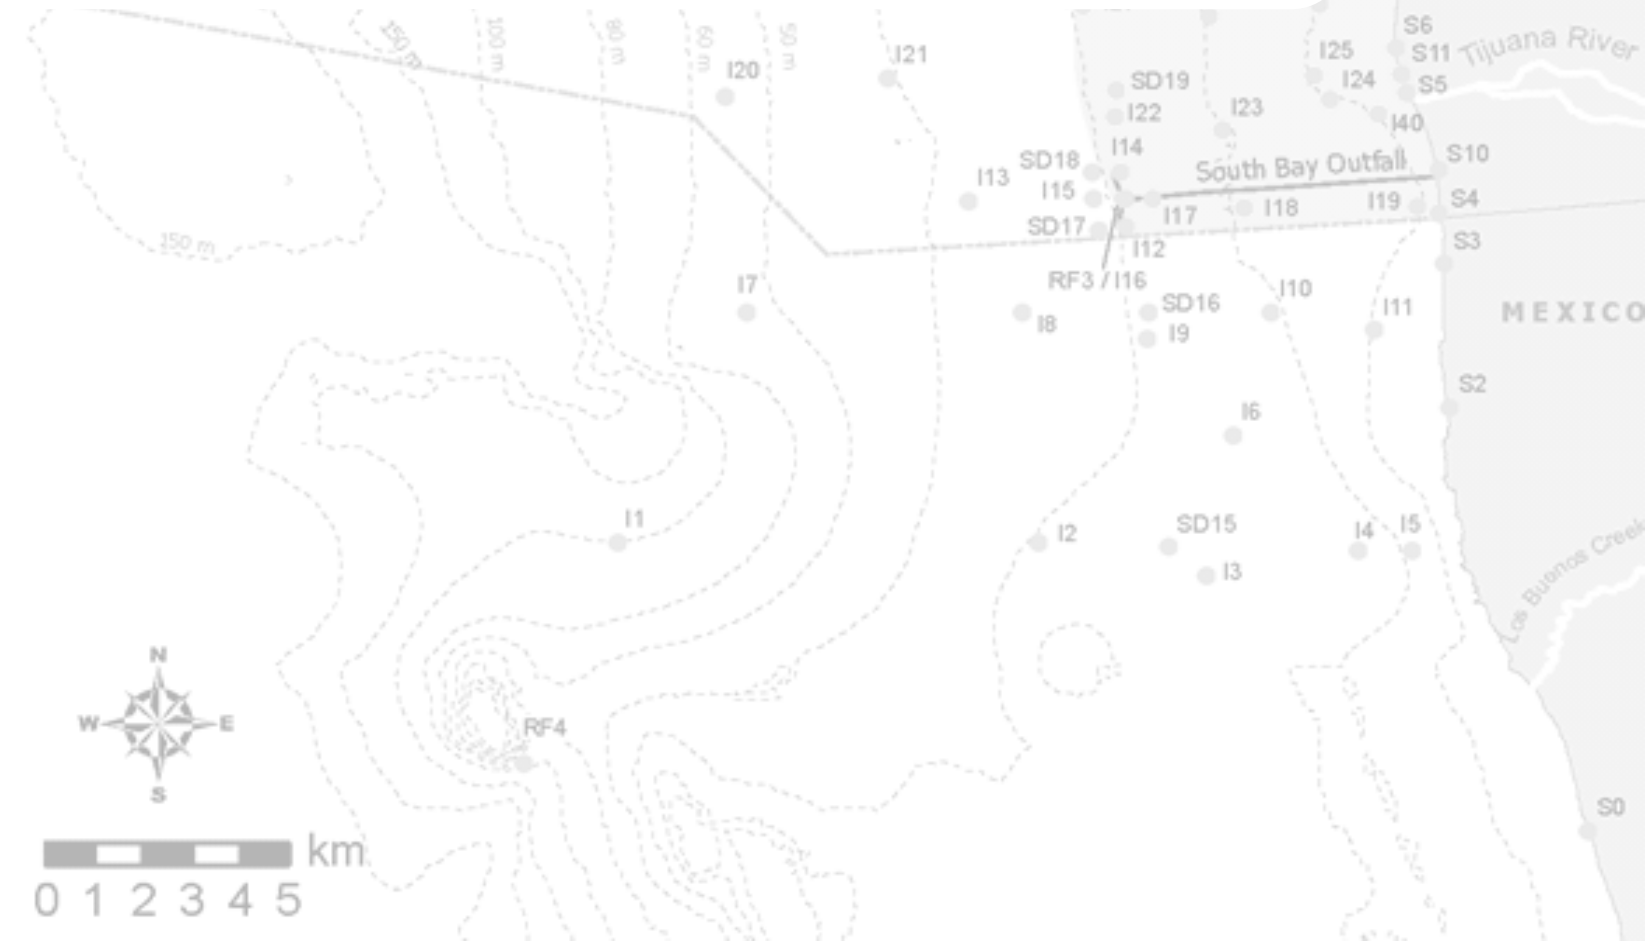 S6
I25
S11
Tijuana River
150 m
100 m
80 m
60 m
50 m
I20
I21
SD19
I24
S5
I22
I23
I40
I14
SD18
South Bay Outfall
S10
I13
I15
I17
I18
I19
S4
SD17
I12
S3
150 m
RF3 / I16
I7
SD16
I10
I11
MEXICO
I8
I9
S2
I6
I1
I2
SD15
I4
I5
I3
Los Buenos Creek
N
W
E
S
RF4
S0
km
0 1 2 3 4 5